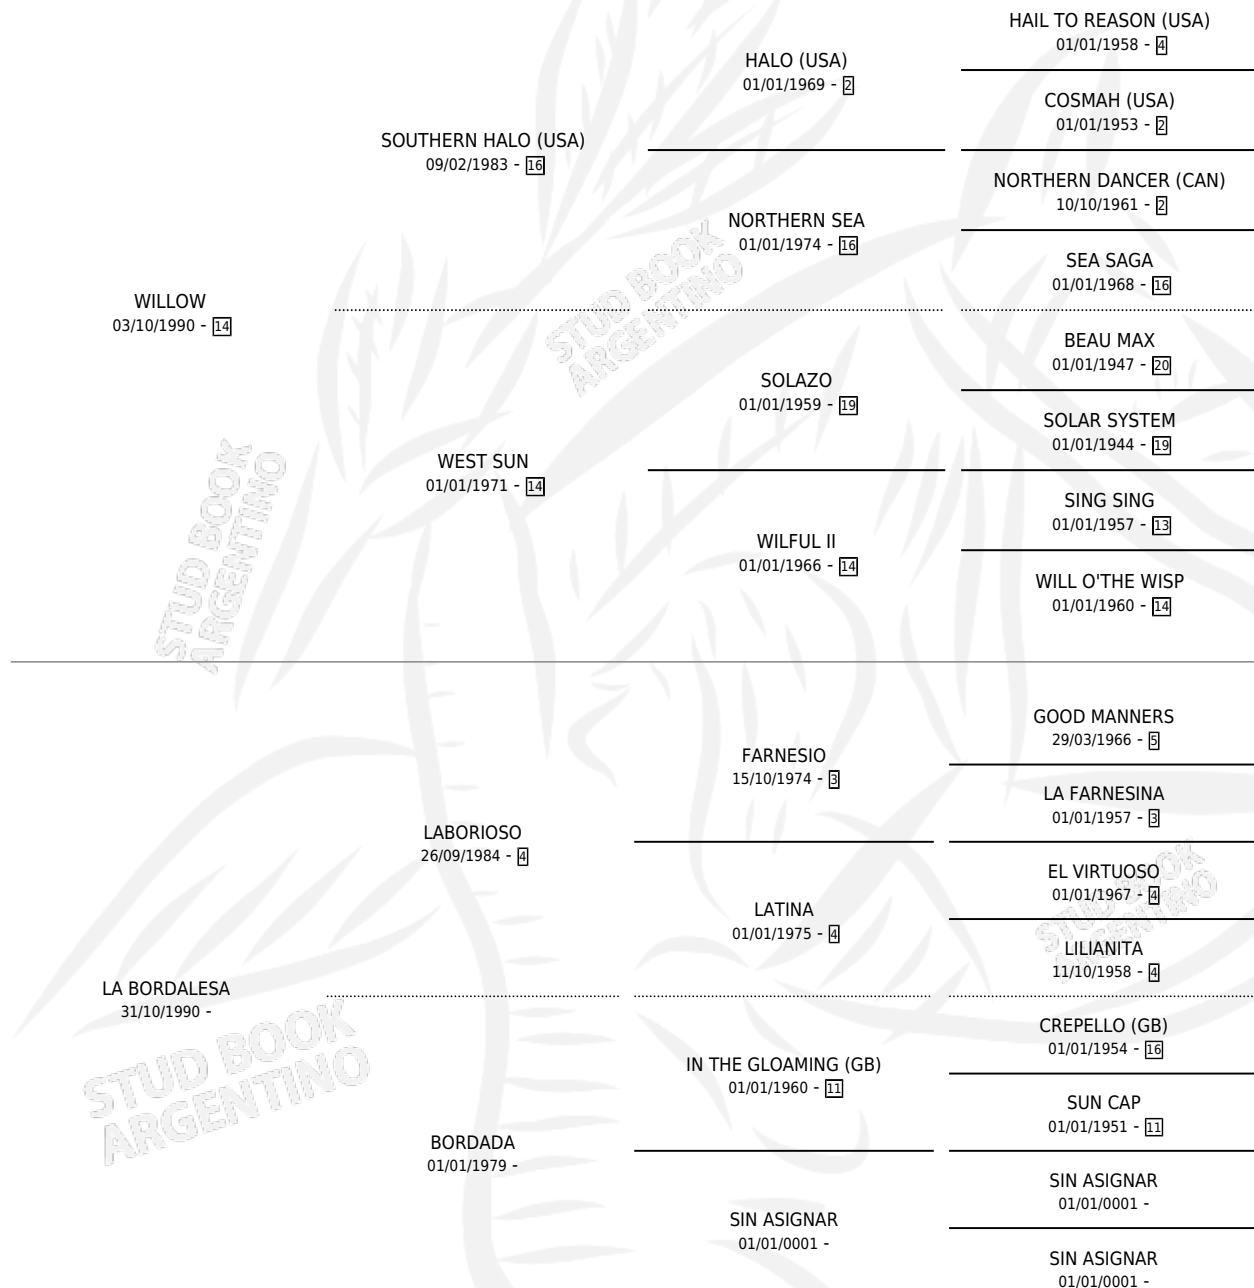 HAIL TO REASON (USA)
01/01/1958 - 4
HALO (USA)
01/01/1969 - 2
COSMAH (USA)
01/01/1953 - 2
SOUTHERN HALO (USA)
09/02/1983 - 16
NORTHERN DANCER (CAN)
10/10/1961 - 2
NORTHERN SEA
01/01/1974 - 16
SEA SAGA
01/01/1968 - 16
WILLOW
03/10/1990 - 14
STUD BOOK
ARGENTINO
BEAU MAX
01/01/1947 - 20
SOLAZO
01/01/1959 - 19
SOLAR SYSTEM
01/01/1944 - 19
WEST SUN
01/01/1971 - 14
SING SING
01/01/1957 - 13
WILFUL II
01/01/1966 - 14
WILL O'THE WISP
01/01/1960 - 14
STUD BOOK
ARGENTINO
GOOD MANNERS
29/03/1966 - 5
FARNESIO
15/10/1974 - 3
LA FARNESINA
01/01/1957 - 3
LABORIOSO
26/09/1984 - 4
EL VIRTUOSO
01/01/1967 - 4
LATINA
01/01/1975 - 4
STUD BOOK
ARGENTINO
LILIANITA
11/10/1958 - 4
LA BORDALESA
31/10/1990 -
CREPELLO (GB)
01/01/1954 - 16
IN THE GLOAMING (GB)
01/01/1960 - 11
STUD BOOK
ARGENTINO
SUN CAP
01/01/1951 - 11
BORDADA
01/01/1979 -
SIN ASIGNAR
01/01/0001 -
SIN ASIGNAR
01/01/0001 -
SIN ASIGNAR
01/01/0001 -